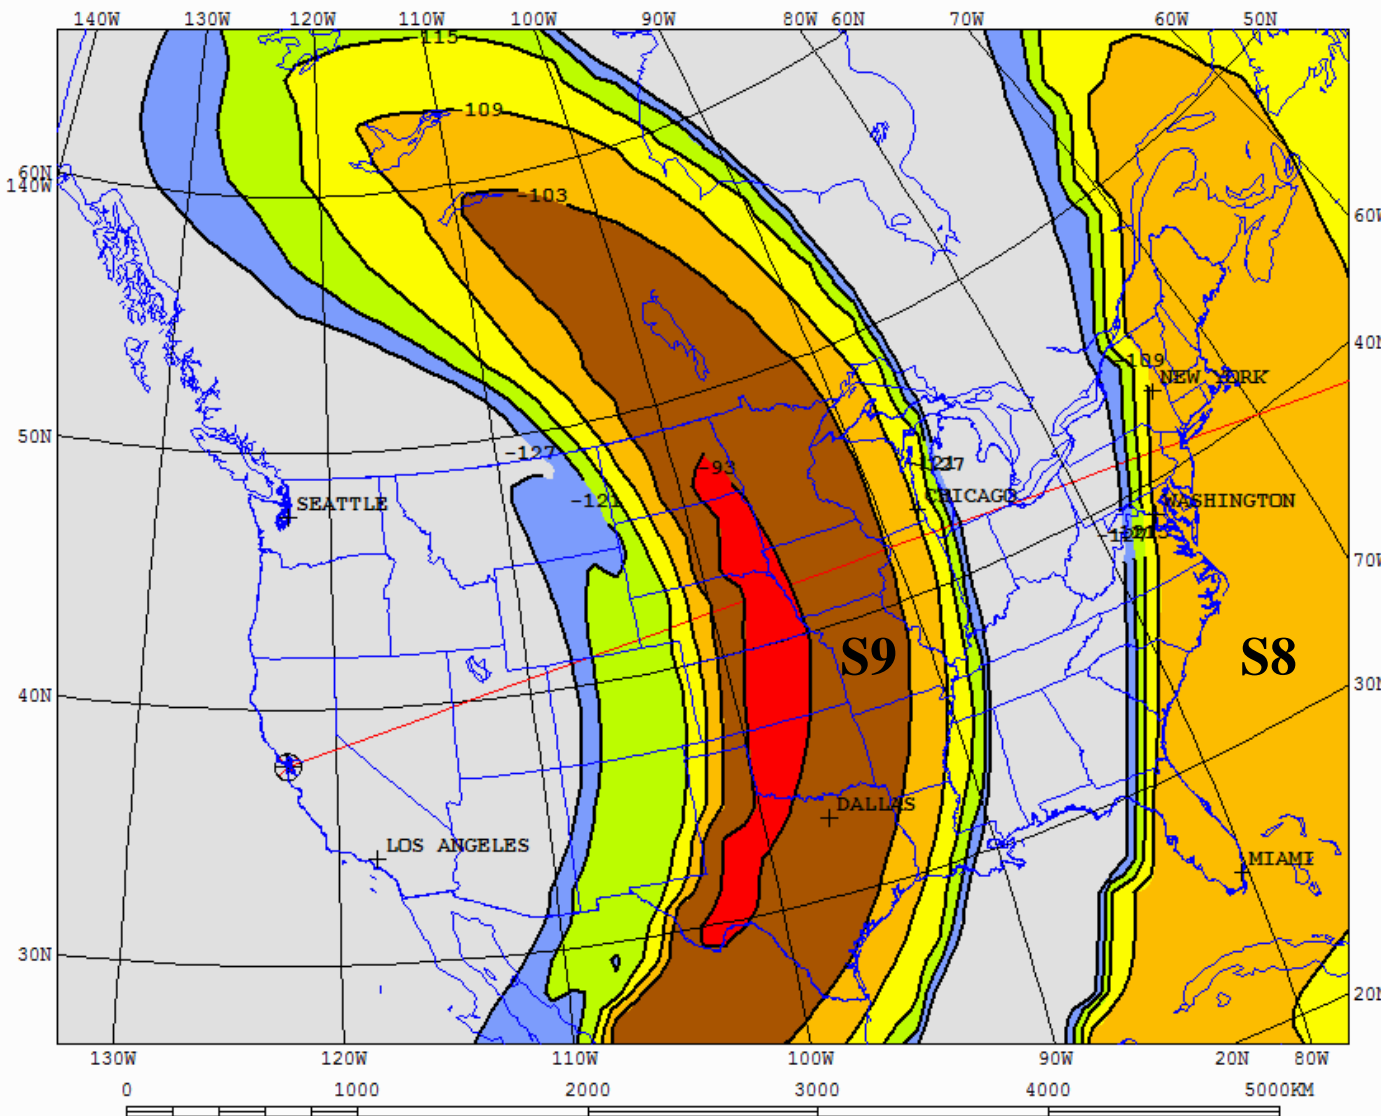 140W 130W 120W 110W 100W 90W 80W 60N 70W 60W 50N
-115
-109
60N
140W
-103
60W
40N
-109
NEW YORK
50N
-127
-93
-121
CHICAGO
SEATTLE
WASHINGTON
70W
S9 S8
40N
30N
DALLAS
LOS ANGELES
MIAMI
30N
20N
130W 120W 110W 100W 90W 20N 80W
0 1000 2000 3000 4000 5000KM